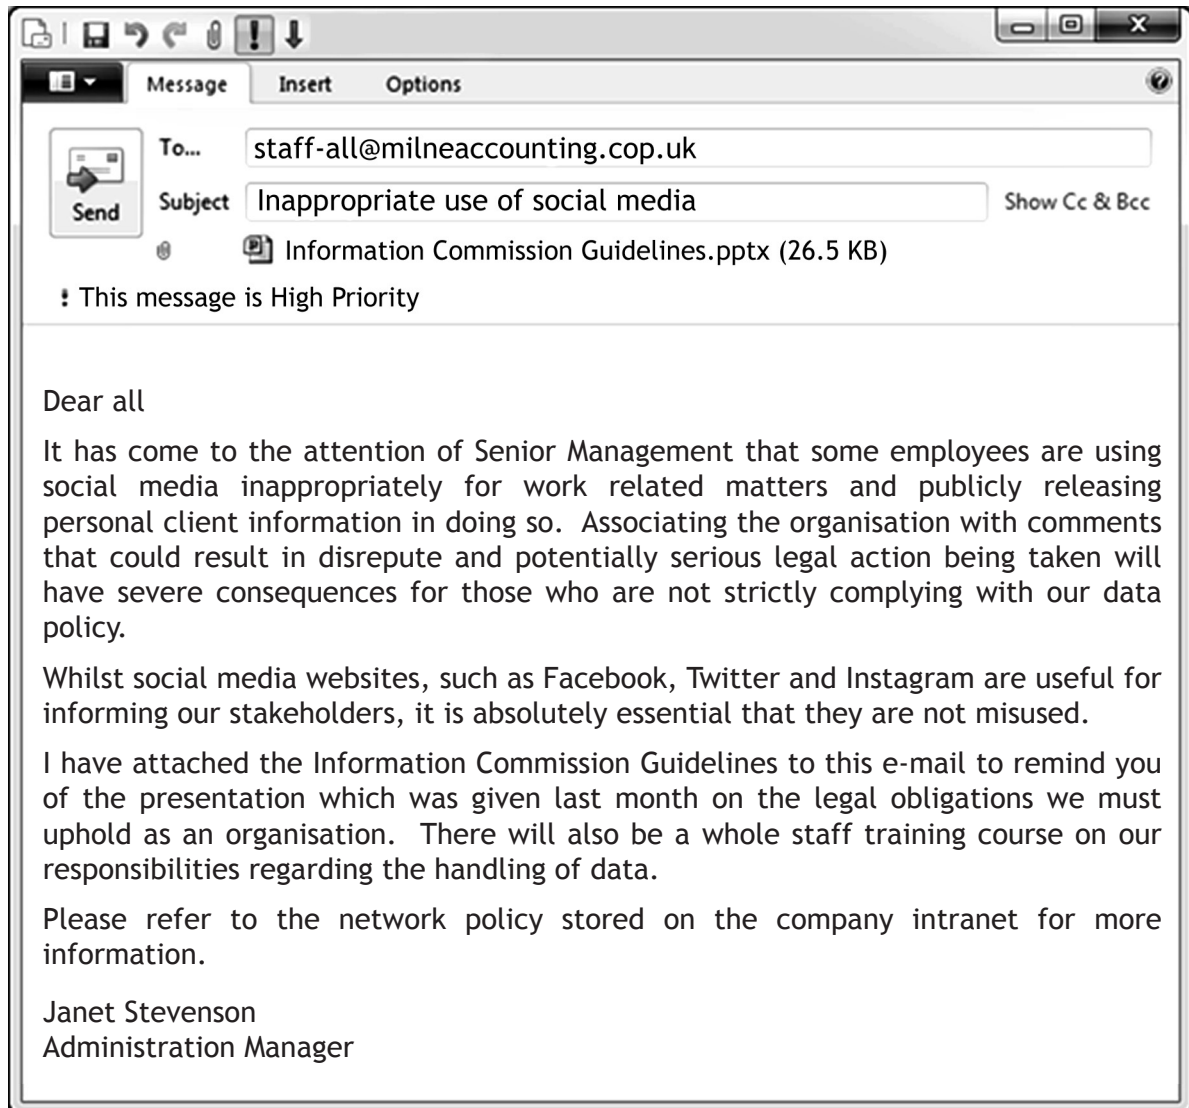 Message Insert Options
To... staff-all@milneaccounting.cop.uk
Send
Subject Inappropriate use of social media Show Cc & Bcc
Information Commission Guidelines.pptx (26.5 KB)
! This message is High Priority
Dear all
It has come to the attention of Senior Management that some employees are using
social media inappropriately for work related matters and publicly releasing
personal client information in doing so. Associating the organisation with comments
that could result in disrepute and potentially serious legal action being taken will
have severe consequences for those who are not strictly complying with our data
policy.
Whilst social media websites, such as Facebook, Twitter and Instagram are useful for
informing our stakeholders, it is absolutely essential that they are not misused.
I have attached the Information Commission Guidelines to this e-mail to remind you
of the presentation which was given last month on the legal obligations we must
uphold as an organisation. There will also be a whole staff training course on our
responsibilities regarding the handling of data.
Please refer to the network policy stored on the company intranet for more
information.
Janet Stevenson
Administration Manager